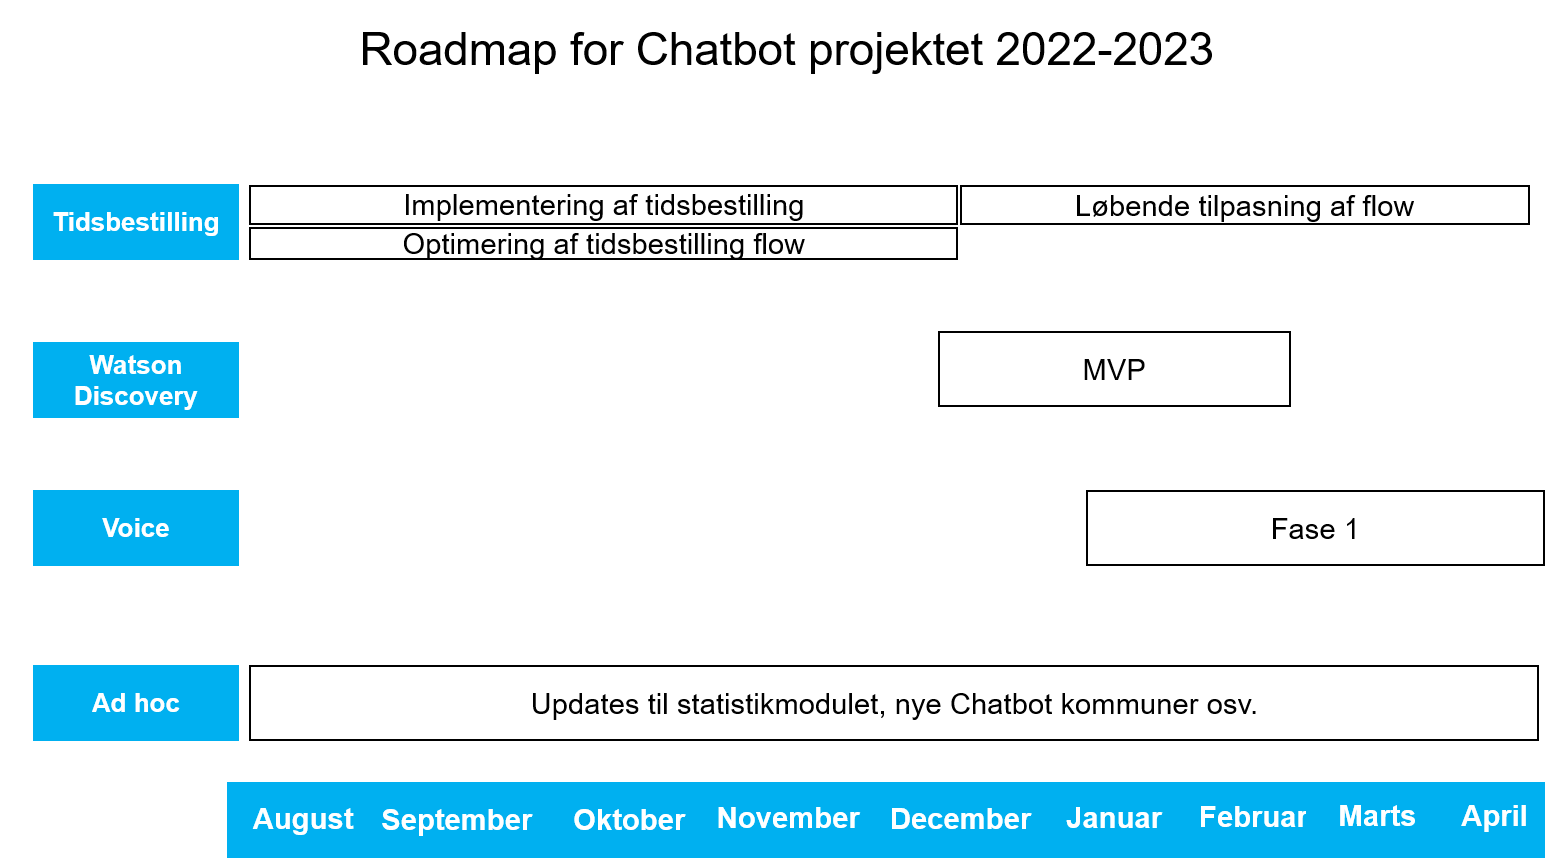 Roadmap for Chatbot projektet 2022-2023
Tidsbestilling
Implementering af tidsbestilling
Løbende tilpasning af flow
Optimering af tidsbestilling flow
Watson
Discovery
MVP
Voice
Fase 1
Ad hoc
Updates til statistikmodulet, nye Chatbot kommuner osv.
August September Oktober November December Januar Februar Marts April